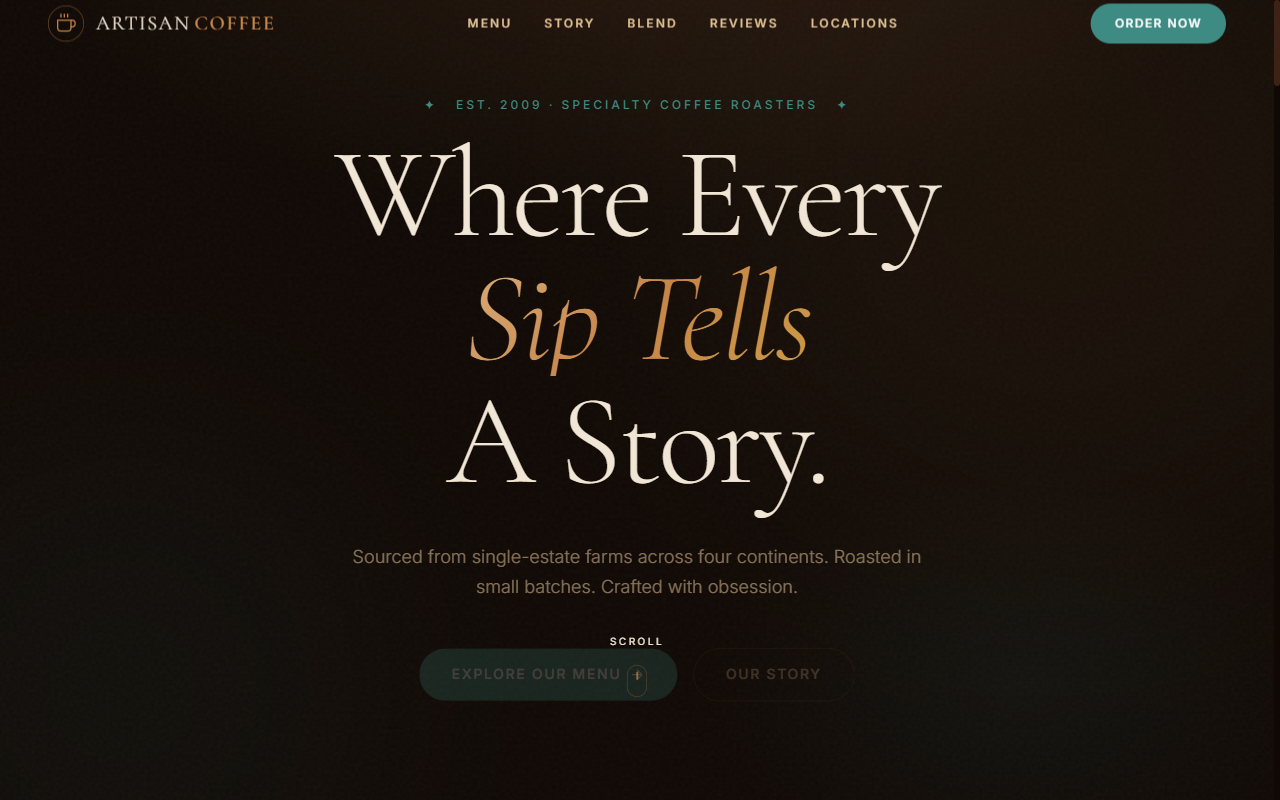 ARTISAN COFFEE
MENU STORY BLEND REVIEWS LOCATIONS
ORDER NOW
✦ EST. 2009 · SPECIALTY COFFEE ROASTERS ✦
Where Every
Sip Tells
A Story.
Sourced from single-estate farms across four continents. Roasted in
small batches. Crafted with obsession.
SCROLL
EXPLORE OUR MENU
OUR STORY